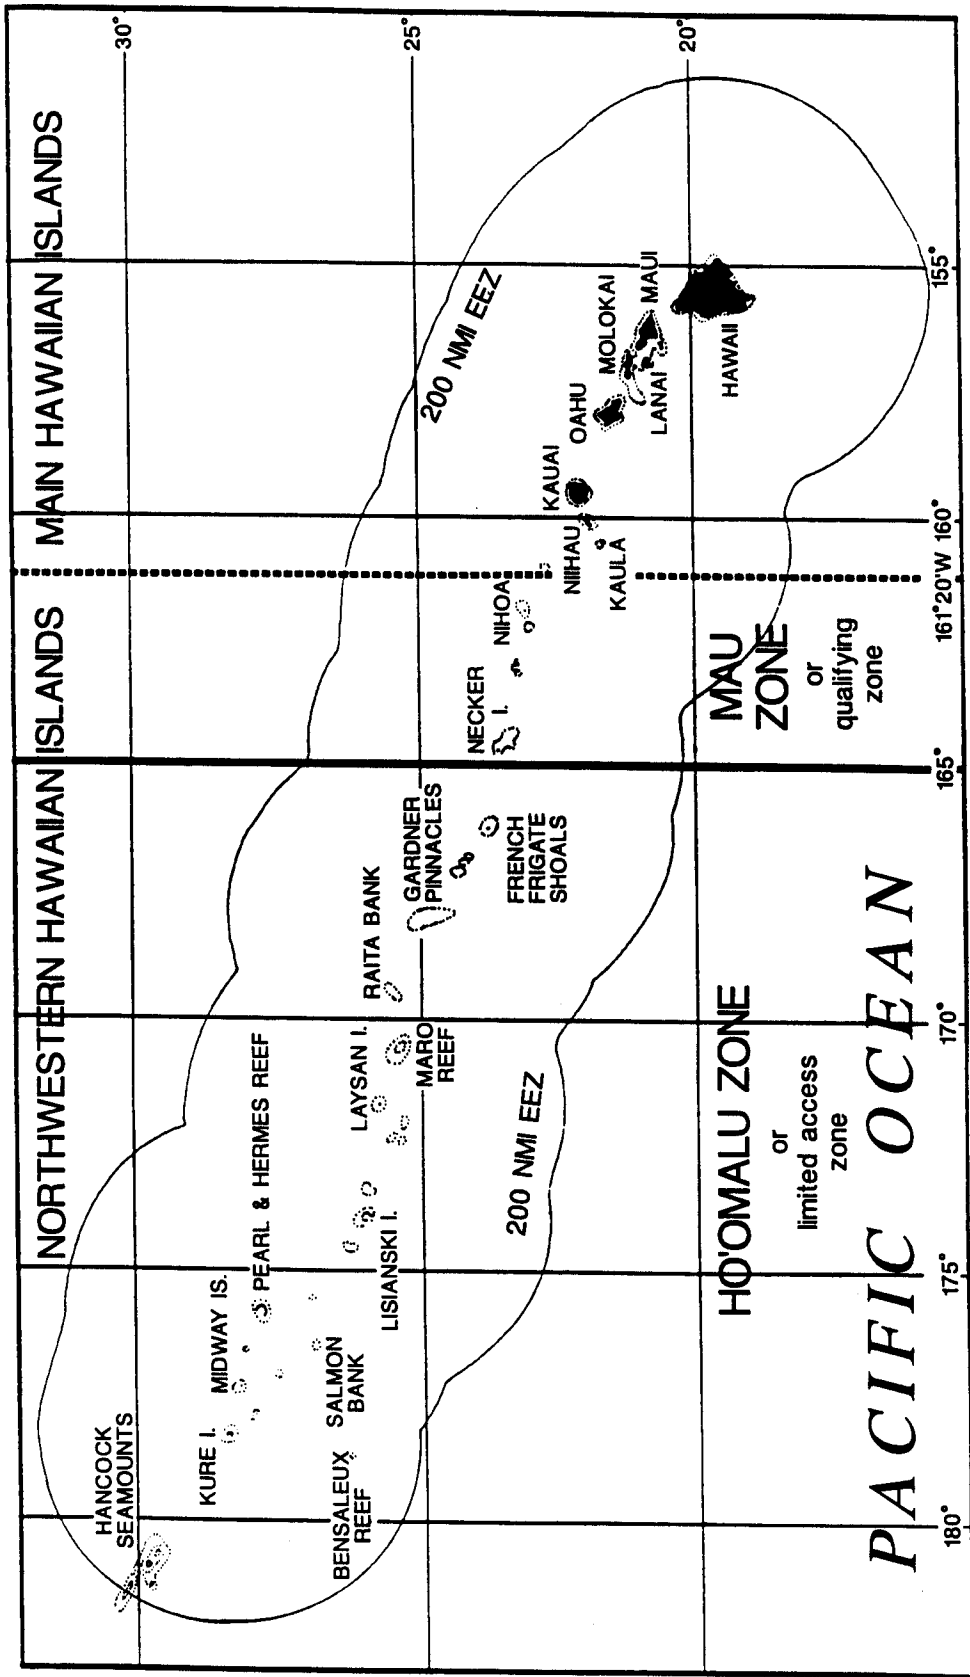 NORTHWESTERN HAWAIIAN ISLANDS
MAIN HAWAIIAN ISLANDS
30°
25°
20°
HANCOCK
SEAMOUNTS
KURE I.
MIDWAY IS.
PEARL & HERMES REEF
BENSALEUX
REEF
SALMON
BANK
LISIANSKI I.
LAYSAN I.
MARO
REEF
RAITA BANK
GARDNER
PINNACLES
FRENCH
FRIGATE
SHOALS
NECKER
I.
NIHOA
NIIHAU
KAULA
KAUAI
OAHU
MOLOKAI
LANAI
MAUI
HAWAII
200 NMI EEZ
200 NMI EEZ
HO'OMALU ZONE
or
limited access
zone
MAU
ZONE
or
qualifying
zone
PACIFIC OCEAN
180°
175°
170°
165°
161°20'W
160°
155°